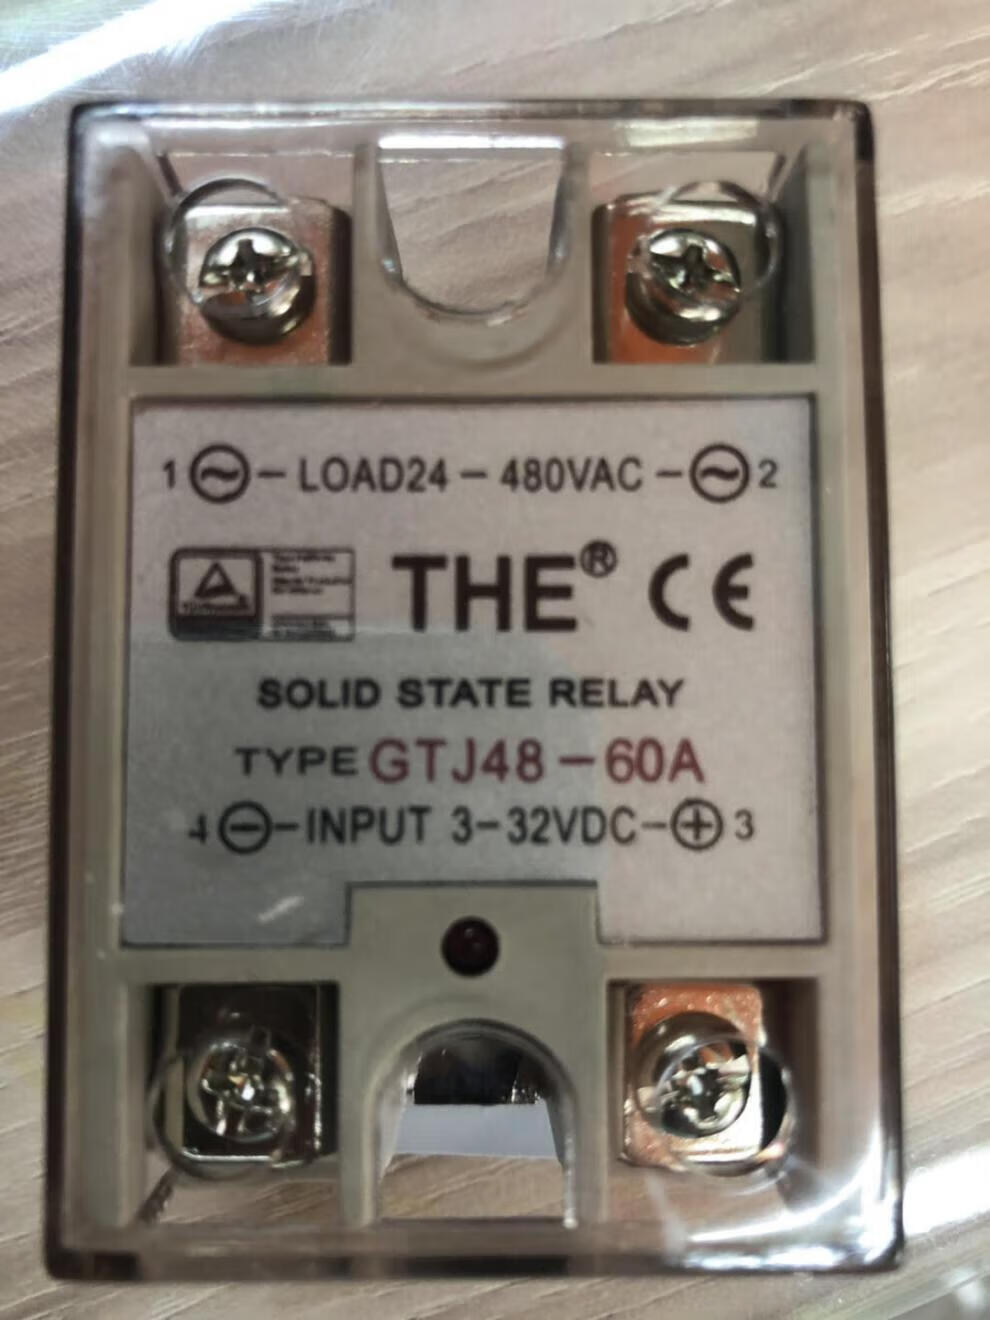 1 ~ - LOAD24 - 480VAC - ~ 2
THE® CE
SOLID STATE RELAY
TYPE GTJ48-60A
4 ⊖-INPUT 3-32VDC-⊕ 3